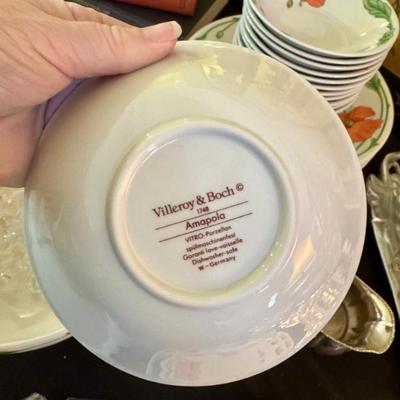 Villeroy & Boch ©
1748
Amapola
VITRO-Porzellan
spülmaschinenfest
Garanti lave-vaisselle
Dishwasher-safe
W.-Germany